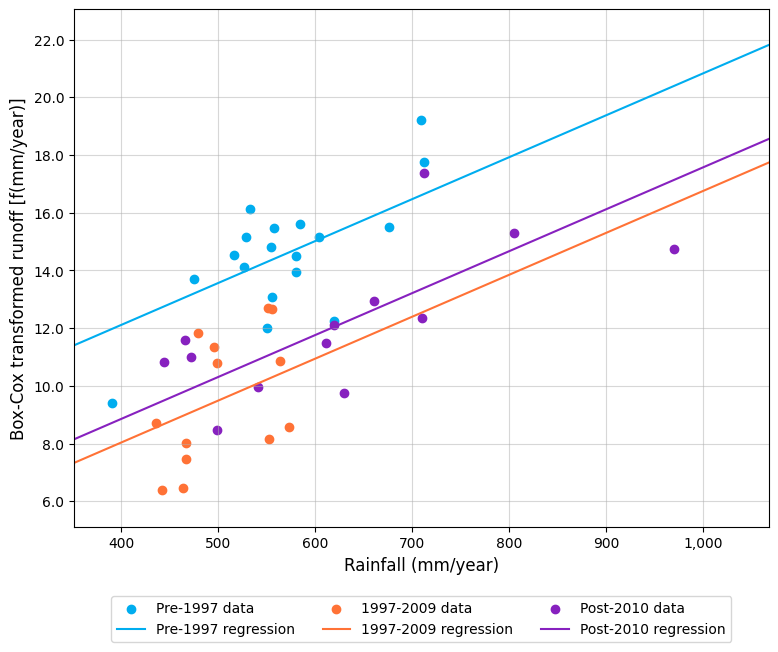 Box-Cox transformed runoff [f(mm/year)]
22.0
20.0
18.0
16.0
14.0
12.0
10.0
8.0
6.0
400 500 600 700 800 900 1,000
Rainfall (mm/year)
Pre-1997 data 1997-2009 data Post-2010 data
Pre-1997 regression 1997-2009 regression Post-2010 regression